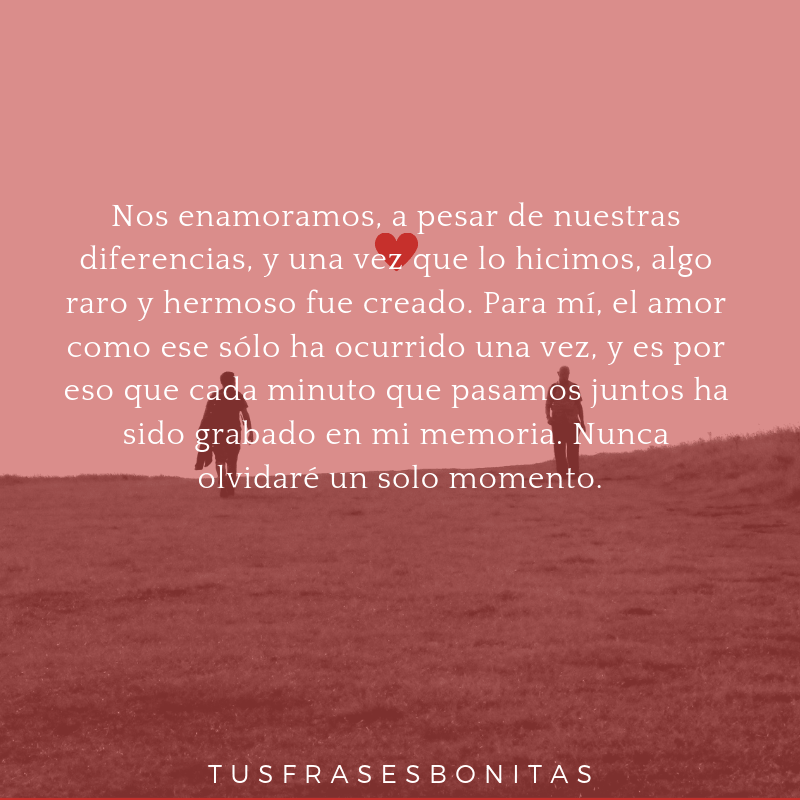 Nos enamoramos, a pesar de nuestras
diferencias, y una vez que lo hicimos, algo
raro y hermoso fue creado. Para mí, el amor
como ese sólo ha ocurrido una vez, y es por
eso que cada minuto que pasamos juntos ha
sido grabado en mi memoria. Nunca
olvidaré un solo momento.
TUSFRASESBONITAS